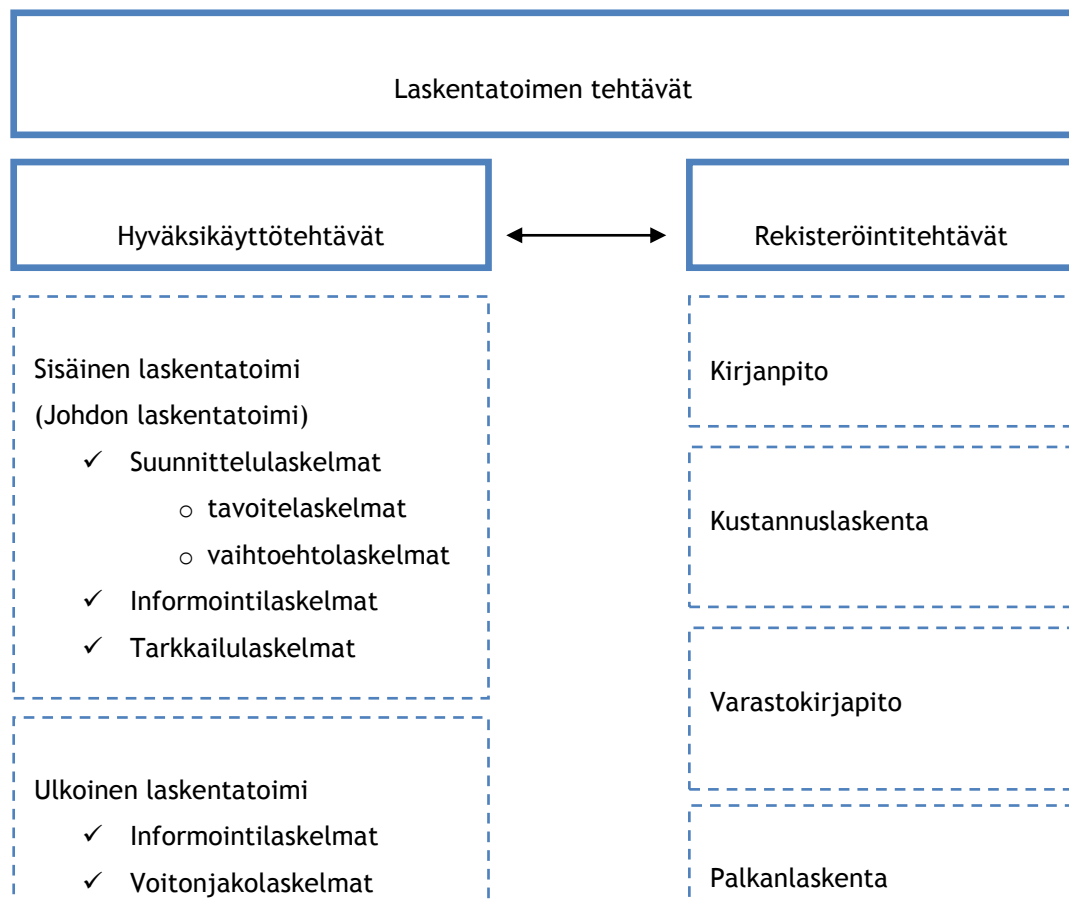 Laskentatoimen tehtävät
Hyväksikäyttötehtävät
Rekisteröintitehtävät
Sisäinen laskentatoimi
(Johdon laskentatoimi)
✓ Suunnittelulaskelmat
o tavoitelaskelmat
o vaihtoehtolaskelmat
✓ Informointilaskelmat
✓ Tarkkailulaskelmat
Ulkoinen laskentatoimi
✓ Informointilaskelmat
✓ Voitonjakolaskelmat
Kirjanpito
Kustannuslaskenta
Varastokirjapito
Palkanlaskenta